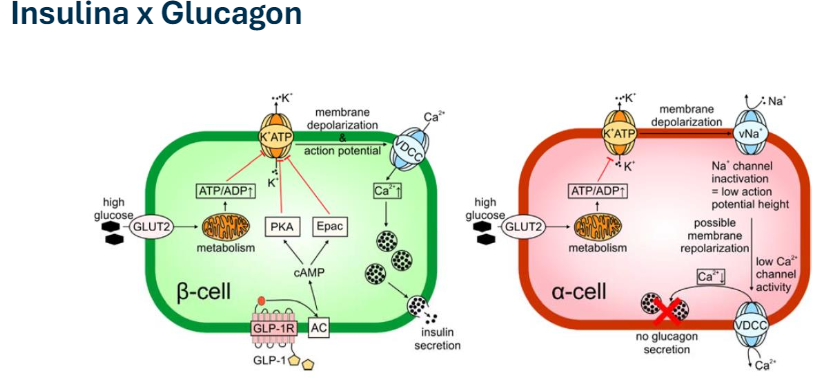 Insulina x Glucagon
K⁺
K⁺ATP
K⁺
membrane
depolarization
&
action potential
Ca²⁺
VDCC
ATP/ADP↑
Ca²⁺↑
high
glucose
GLUT2
metabolism
PKA
Epac
cAMP
β-cell
GLP-1R
AC
GLP-1
insulin
secretion
K⁺
K⁺ATP
K⁺
membrane
depolarization
Na⁺
vNa⁺
ATP/ADP↑
Na⁺ channel
inactivation
= low action
potential height
high
glucose
GLUT2
metabolism
possible
membrane
repolarization
low Ca²⁺
channel
activity
Ca²⁺↓
α-cell
no glucagon
secretion
VDCC
Ca²⁺